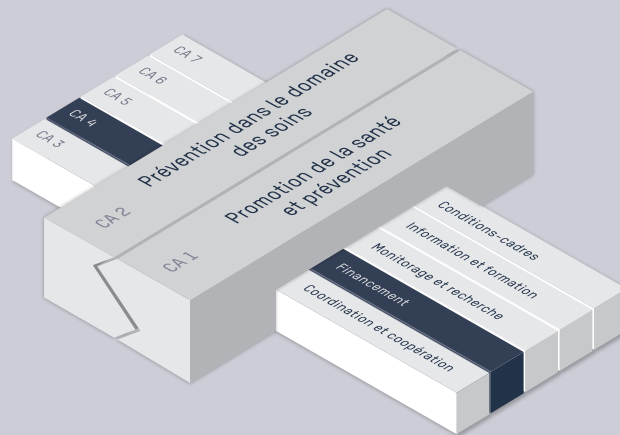 CA 7
CA 6
CA 5
CA 4
CA 3
Prévention dans le domaine
des soins
CA 2
Promotion de la santé
et prévention
CA 1
Conditions-cadres
Information et formation
Monitorage et recherche
Financement
Coordination et coopération